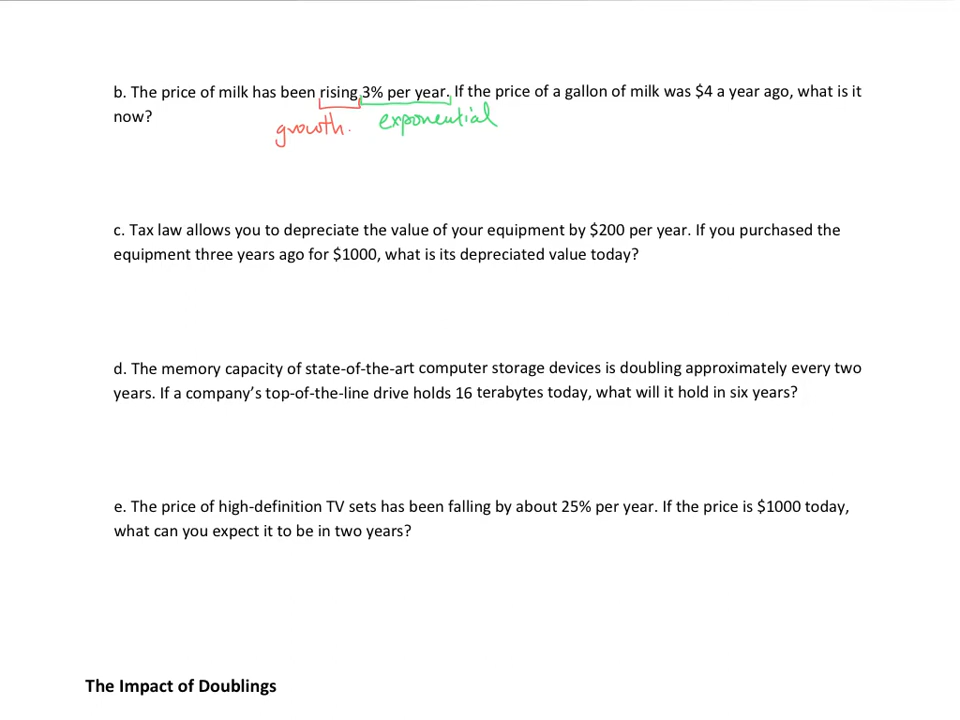 b. The price of milk has been rising 3% per year. If the price of a gallon of milk was $4 a year ago, what is it
now?
growth. exponential
c. Tax law allows you to depreciate the value of your equipment by $200 per year. If you purchased the
equipment three years ago for $1000, what is its depreciated value today?
d. The memory capacity of state-of-the-art computer storage devices is doubling approximately every two
years. If a company's top-of-the-line drive holds 16 terabytes today, what will it hold in six years?
e. The price of high-definition TV sets has been falling by about 25% per year. If the price is $1000 today,
what can you expect it to be in two years?
The Impact of Doublings